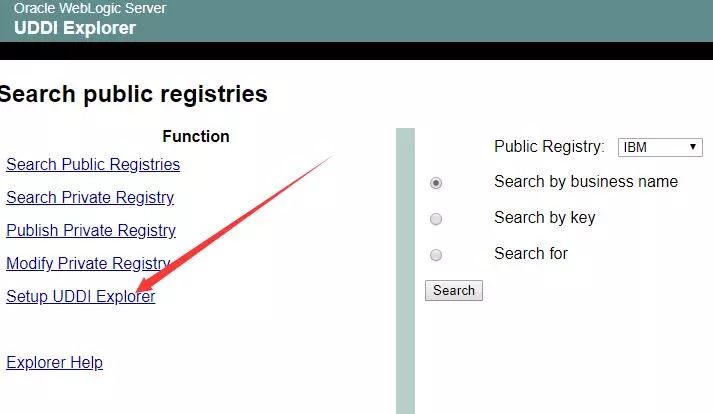 Oracle WebLogic Server
UDDI Explorer
Search public registries
Function
Search Public Registries
Search Private Registry
Publish Private Registry
Modify Private Registry
Setup UDDI Explorer
Explorer Help
Public Registry: IBM
Search by business name
Search by key
Search for
Search